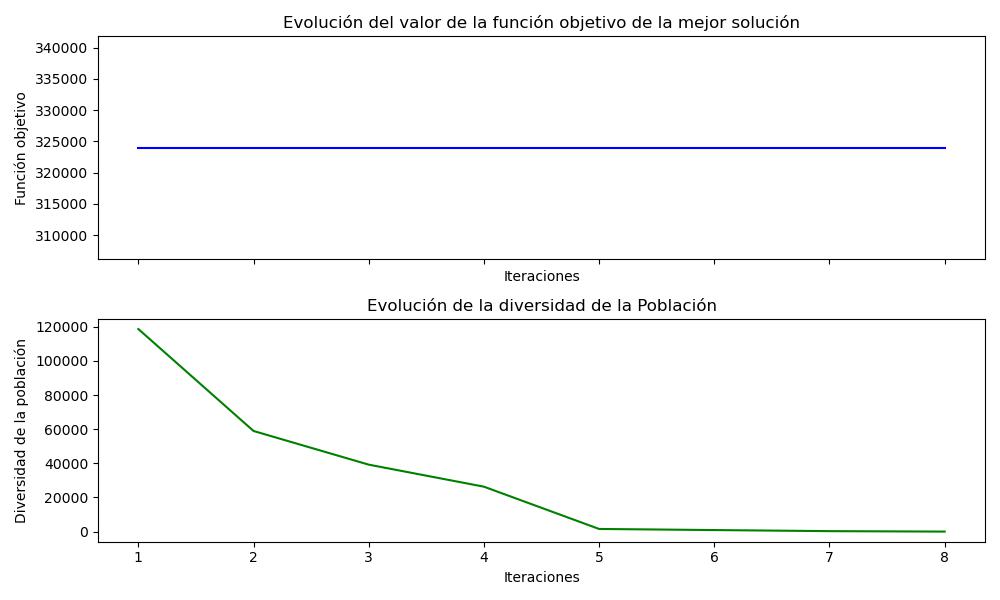 Evolución del valor de la función objetivo de la mejor solución
Función objetivo
340000
335000
330000
325000
320000
315000
310000
Iteraciones
Evolución de la diversidad de la Población
Diversidad de la población
120000
100000
80000
60000
40000
20000
0
1 2 3 4 5 6 7 8
Iteraciones